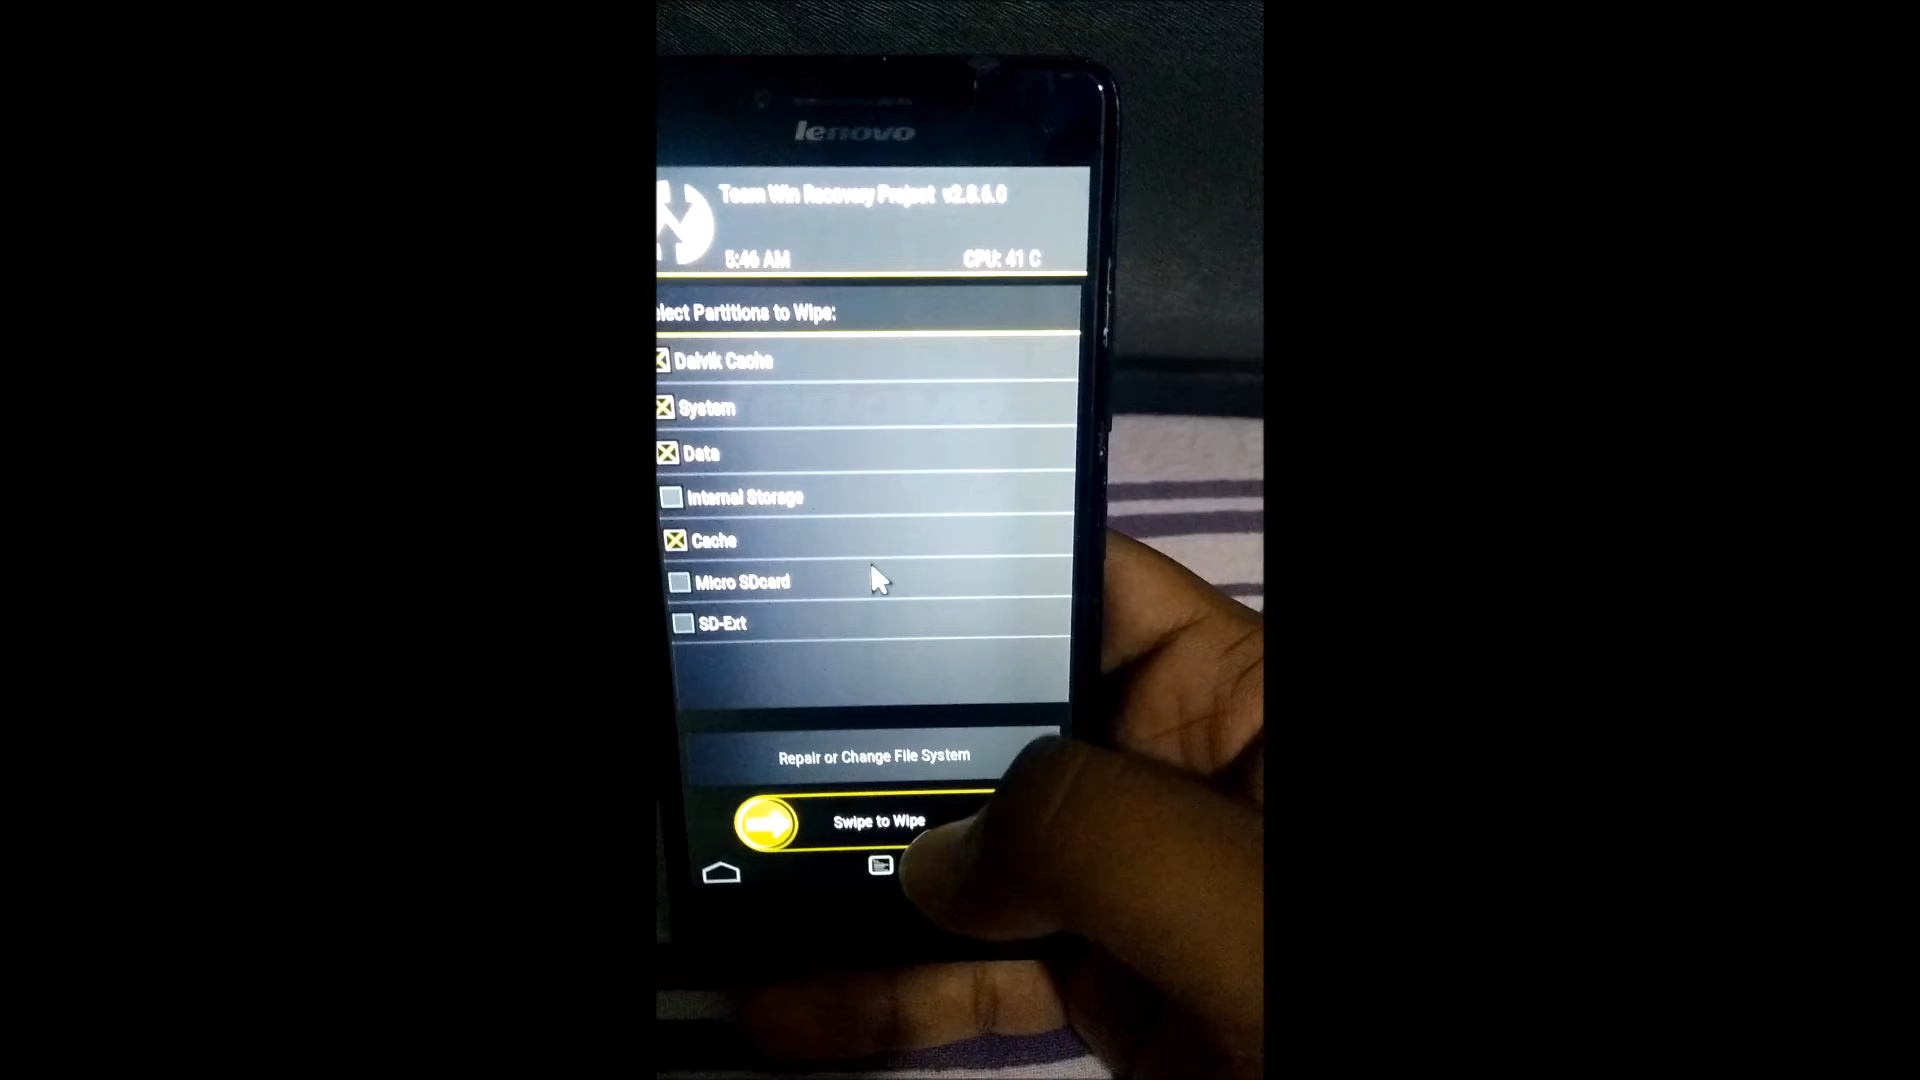 lenovo
Team Win Recovery Project v2.8.6.0
5:46 AM
CPU: 41 C
elect Partitions to Wipe:
Dalvik Cache
System
Data
Internal Storage
Cache
Micro SDcard
SD-Ext
Repair or Change File System
Swipe to Wipe